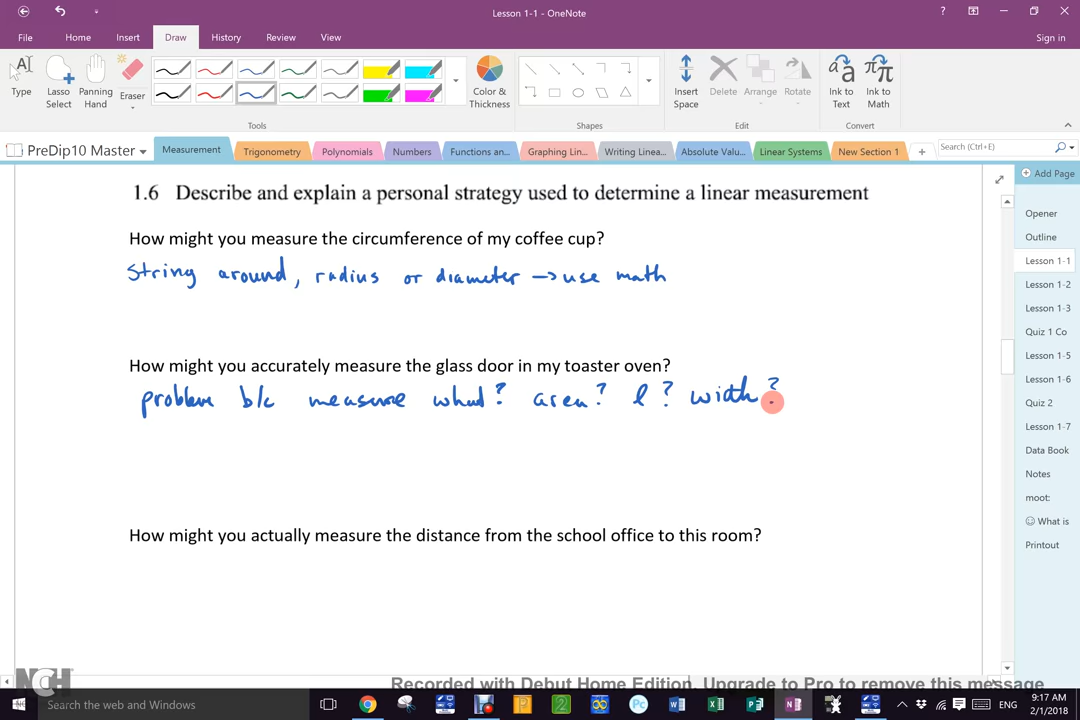 Lesson 1-1 - OneNote
File Home Insert Draw History Review View
Sign in
Type
Lasso Select
Panning Hand
Eraser
Color & Thickness
Insert Space
Delete
Arrange
Rotate
Ink to Text
Ink to Math
Tools
Shapes
Edit
Convert
PreDip10 Master
Measurement
Trigonometry
Polynomials
Numbers
Functions an...
Graphing Lin...
Writing Linea...
Absolute Valu...
Linear Systems
New Section 1
Search (Ctrl+E)
Add Page
Opener
Outline
Lesson 1-1
Lesson 1-2
Lesson 1-3
Quiz 1 Co
Lesson 1-5
Lesson 1-6
Quiz 2
Lesson 1-7
Data Book
Notes
moot:
What is
Printout
1.6 Describe and explain a personal strategy used to determine a linear measurement
How might you measure the circumference of my coffee cup?
String around, radius or diameter → use math
How might you accurately measure the glass door in my toaster oven?
problem b/c measure what? area? l? width?
How might you actually measure the distance from the school office to this room?
NCH
Recorded with Debut Home Edition. Upgrade to Pro to remove this message
Search the web and Windows
ENG
9:17 AM
2/1/2018